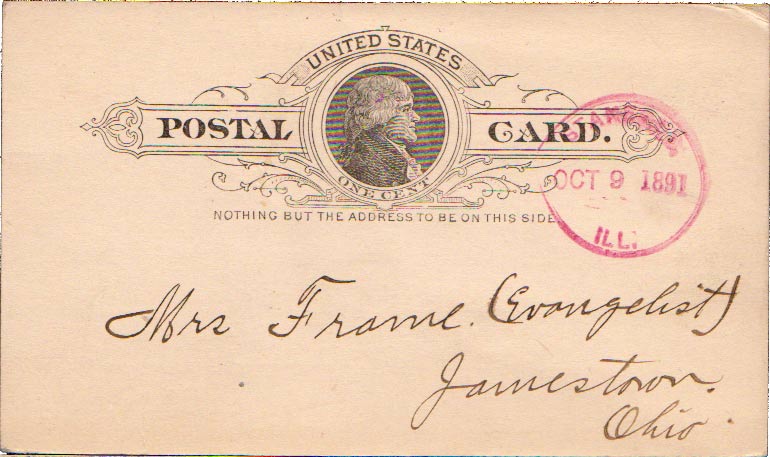 UNITED STATES
POSTAL CARD.
ONE CENT
NOTHING BUT THE ADDRESS TO BE ON THIS SIDE.
OCT 9 1891
ILL.
Mrs Frame. (Evangelist)
Jamestown.
Ohio.